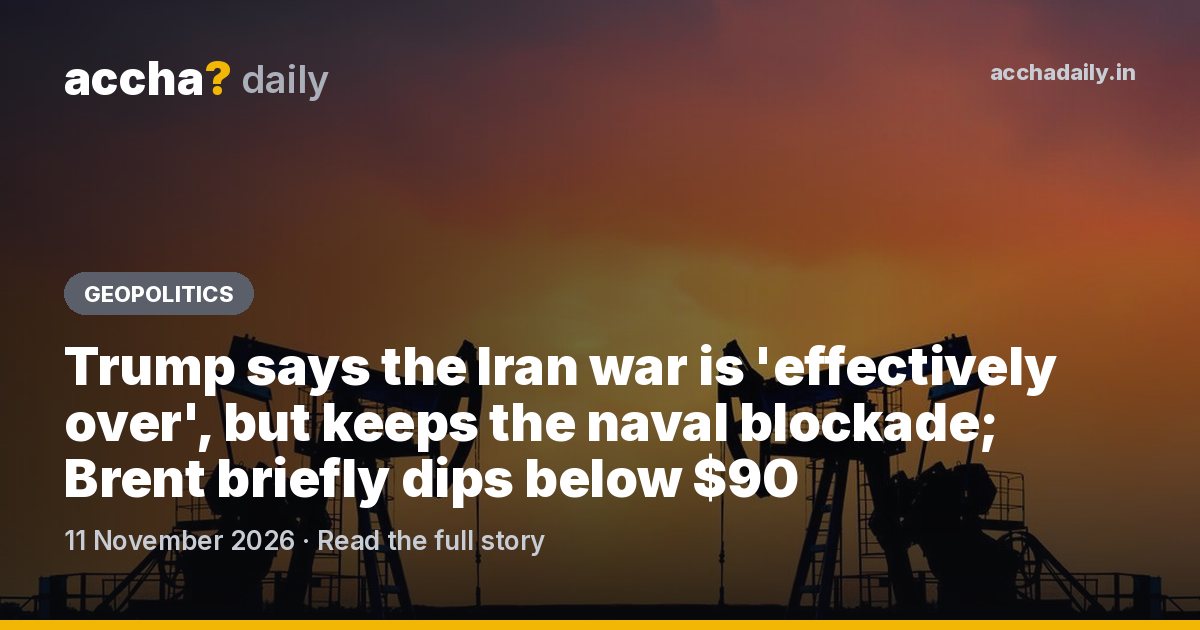 accha? daily
acchadaily.in
GEOPOLITICS
Trump says the Iran war is 'effectively
over', but keeps the naval blockade;
Brent briefly dips below $90
11 November 2026 · Read the full story